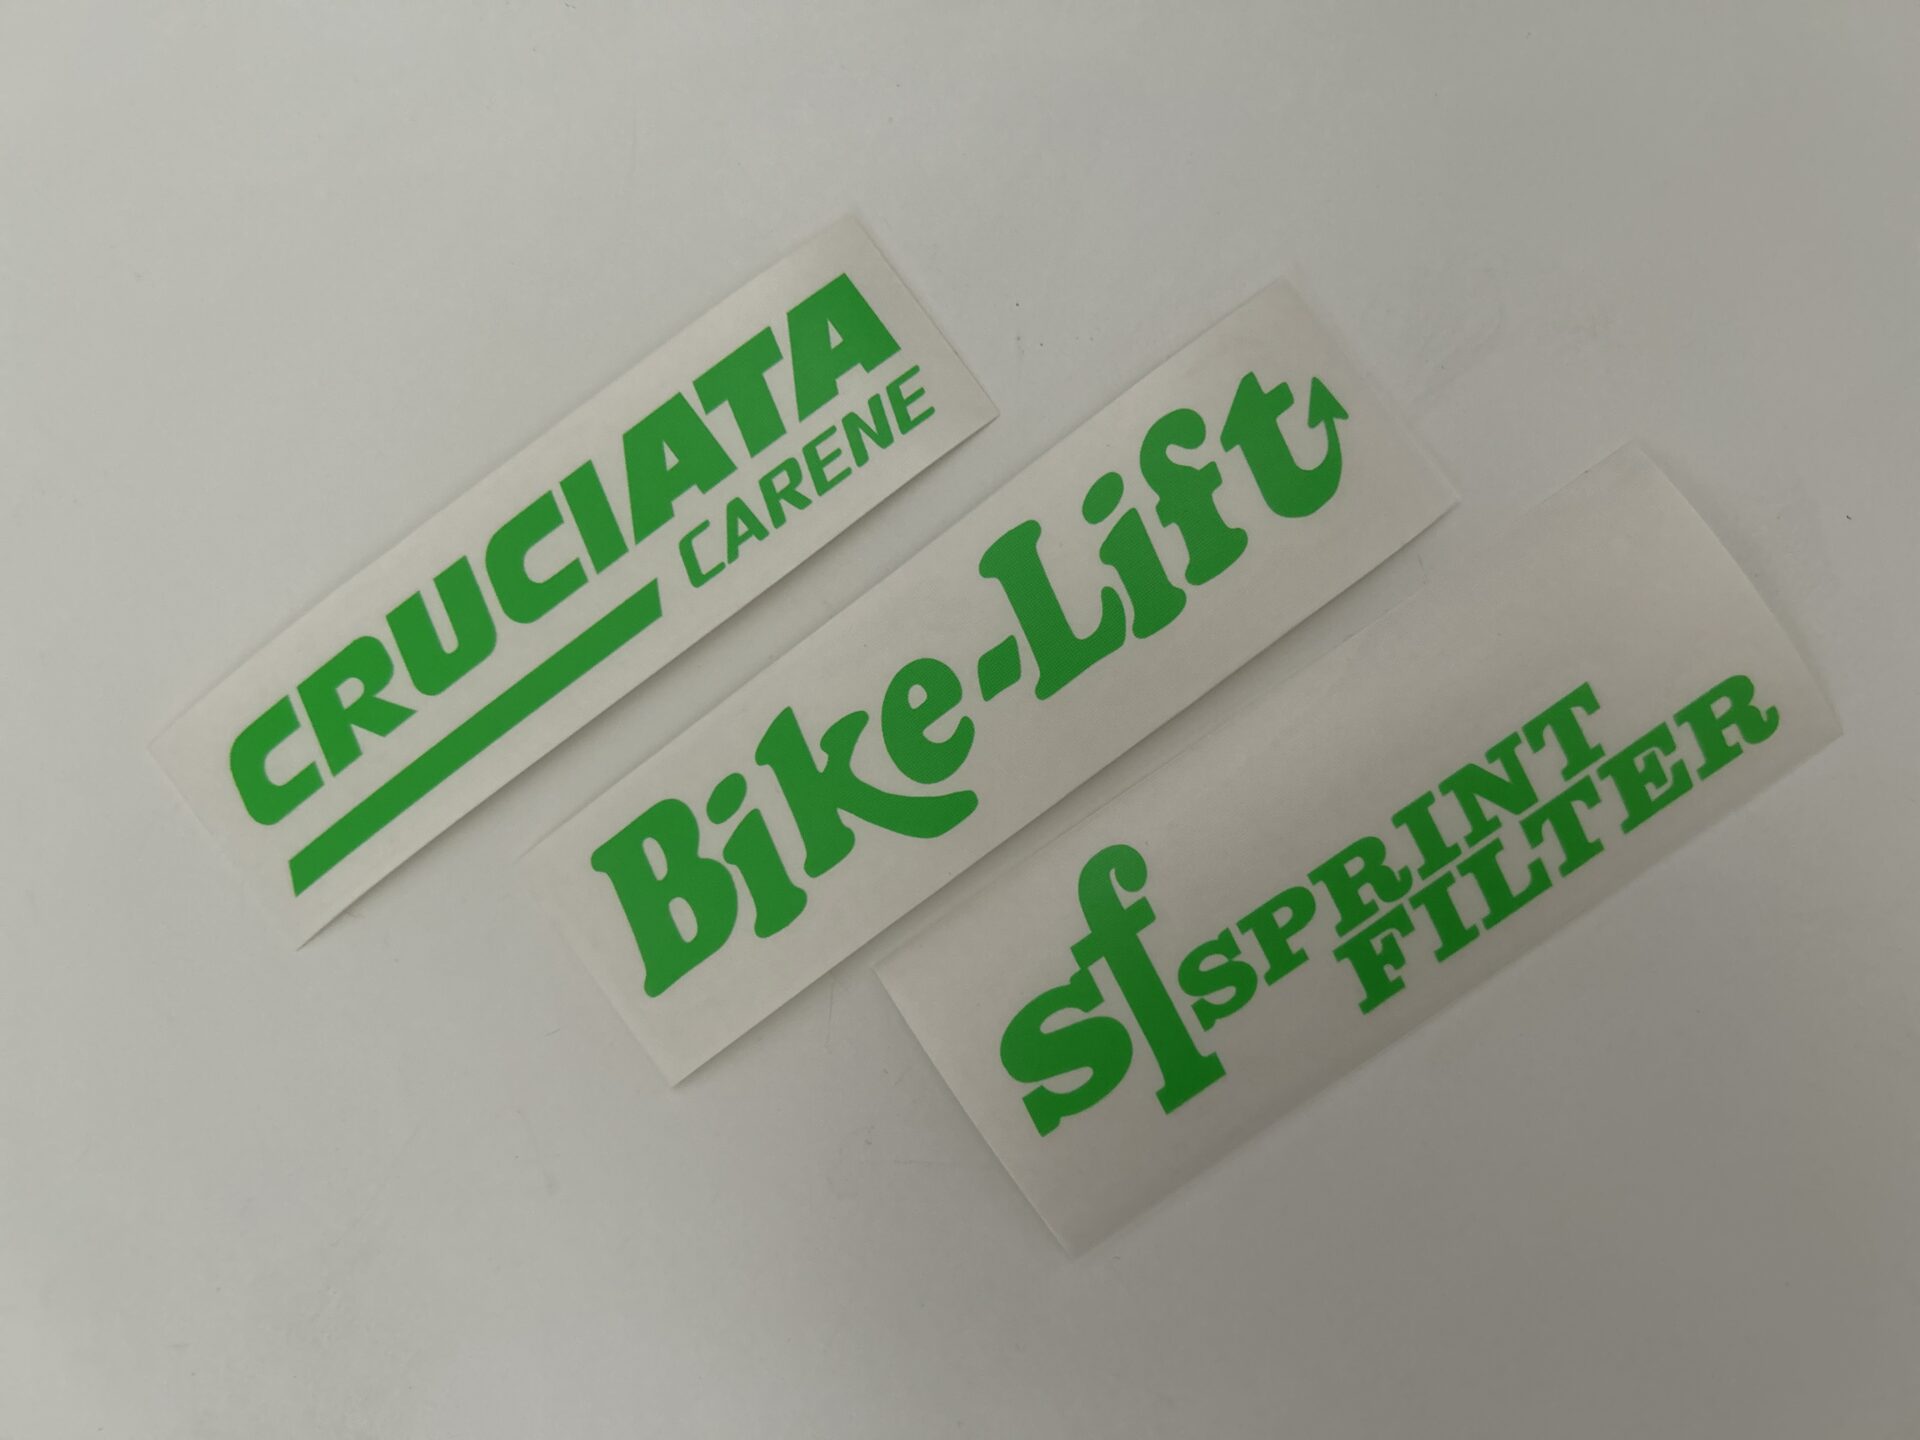 CRUCIATA
CARENE
Bike-Lift
sf
SPRINT
FILTER